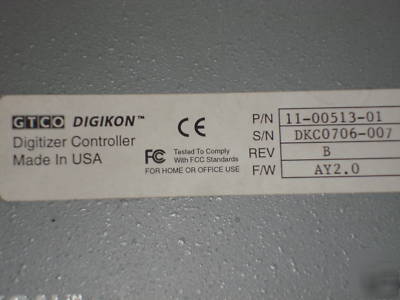 GTCO DIGIKON™
Digitizer Controller
Made In USA
CE
FC Tested To Comply
With FCC Standards
FOR HOME OR OFFICE USE
P/N 11-00513-01
S/N DKC0706-007
REV B
F/W AY2.0